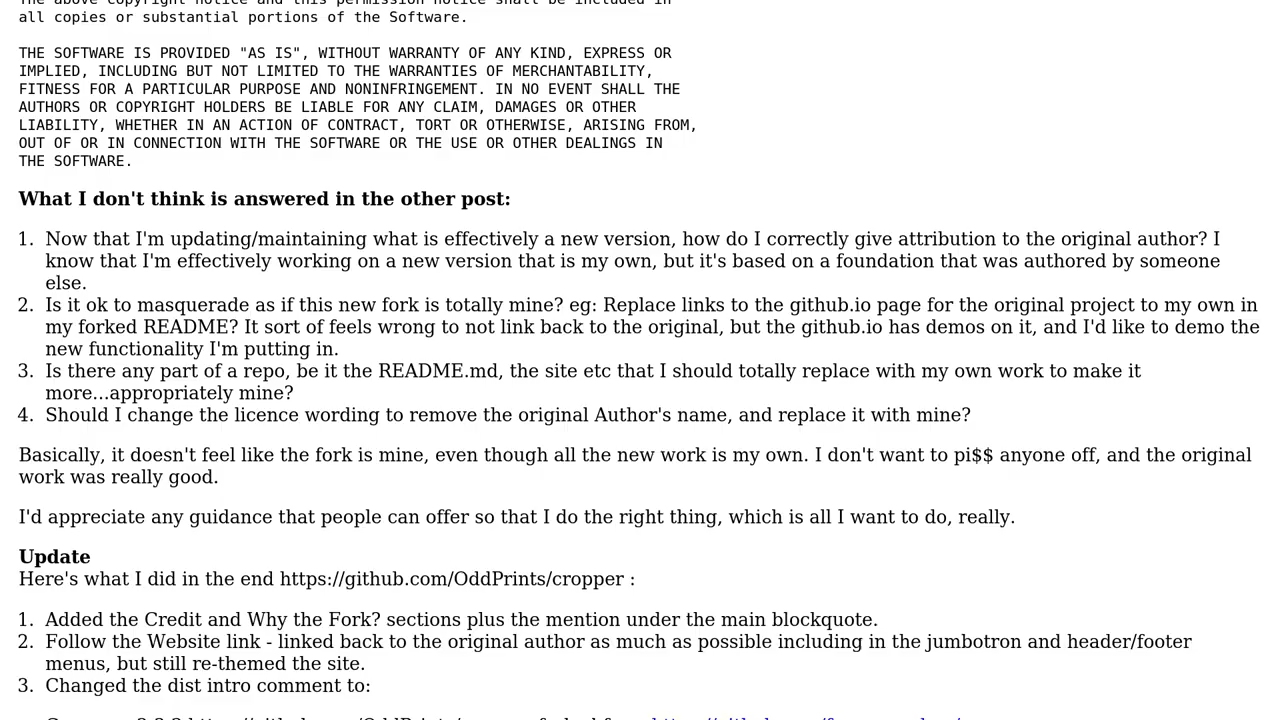 all copies or substantial portions of the Software.
THE SOFTWARE IS PROVIDED "AS IS", WITHOUT WARRANTY OF ANY KIND, EXPRESS OR
IMPLIED, INCLUDING BUT NOT LIMITED TO THE WARRANTIES OF MERCHANTABILITY,
FITNESS FOR A PARTICULAR PURPOSE AND NONINFRINGEMENT. IN NO EVENT SHALL THE
AUTHORS OR COPYRIGHT HOLDERS BE LIABLE FOR ANY CLAIM, DAMAGES OR OTHER
LIABILITY, WHETHER IN AN ACTION OF CONTRACT, TORT OR OTHERWISE, ARISING FROM,
OUT OF OR IN CONNECTION WITH THE SOFTWARE OR THE USE OR OTHER DEALINGS IN
THE SOFTWARE.
What I don't think is answered in the other post:
1. Now that I'm updating/maintaining what is effectively a new version, how do I correctly give attribution to the original author? I
know that I'm effectively working on a new version that is my own, but it's based on a foundation that was authored by someone
else.
2. Is it ok to masquerade as if this new fork is totally mine? eg: Replace links to the github.io page for the original project to my own in
my forked README? It sort of feels wrong to not link back to the original, but the github.io has demos on it, and I'd like to demo the
new functionality I'm putting in.
3. Is there any part of a repo, be it the README.md, the site etc that I should totally replace with my own work to make it
more...appropriately mine?
4. Should I change the licence wording to remove the original Author's name, and replace it with mine?
Basically, it doesn't feel like the fork is mine, even though all the new work is my own. I don't want to pi$$ anyone off, and the original
work was really good.
I'd appreciate any guidance that people can offer so that I do the right thing, which is all I want to do, really.
Update
Here's what I did in the end https://github.com/OddPrints/cropper :
1. Added the Credit and Why the Fork? sections plus the mention under the main blockquote.
2. Follow the Website link - linked back to the original author as much as possible including in the jumbotron and header/footer
menus, but still re-themed the site.
3. Changed the dist intro comment to: